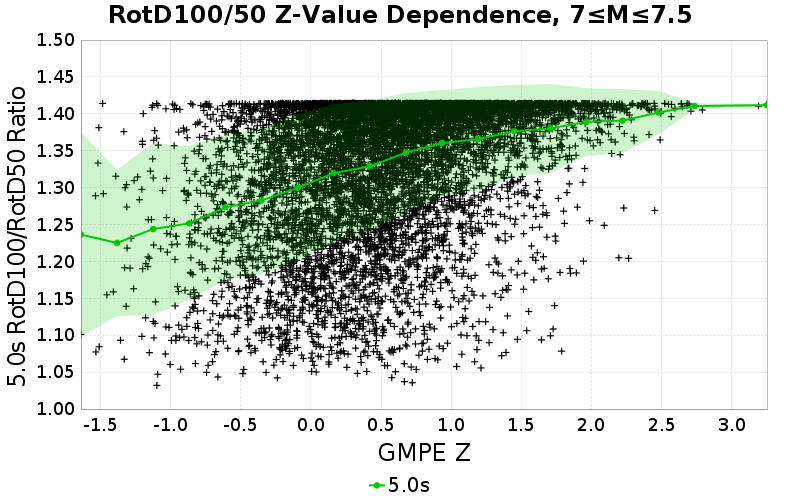 RotD100/50 Z-Value Dependence, 7≤M≤7.5
5.0s RotD100/RotD50 Ratio
1.50
1.45
1.40
1.35
1.30
1.25
1.20
1.15
1.10
1.05
1.00
-1.5 -1.0 -0.5 0.0 0.5 1.0 1.5 2.0 2.5 3.0
GMPE Z
5.0s